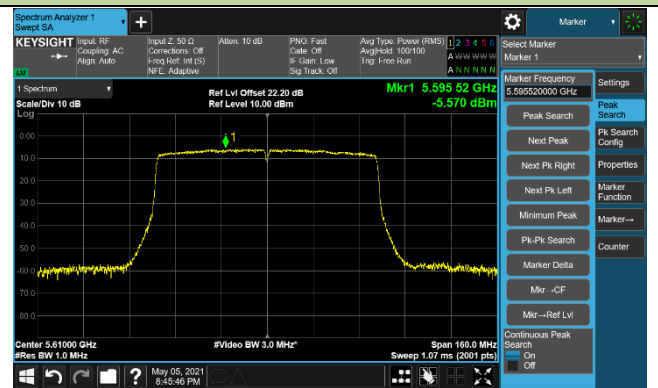 Spectrum Analyzer 1
Swept SA
Marker
KEYSIGHT
Input: RF
Coupling: AC
Align: Auto
Input Z: 50 Ω
Corrections: Off
Freq Ref: Int (S)
NFE: Adaptive
Atten: 10 dB
PNO: Fast
Gate: Off
IF Gain: Low
Sig Track: Off
Avg Type: Power (RMS)
Avg|Hold: 100/100
Trig: Free Run
1 2 3 4 5 6
A W W W W W
A N N N N N
LXI
Select Marker
Marker 1
1 Spectrum
Scale/Div 10 dB
Log
Ref Lvl Offset 22.20 dB
Ref Level 10.00 dBm
Mkr1 5.595 52 GHz
-5.570 dBm
1
0.00
-10.0
-20.0
-30.0
-40.0
-50.0
-60.0
-70.0
-80.0
Center 5.61000 GHz
#Res BW 1.0 MHz
#Video BW 3.0 MHz*
Span 160.0 MHz
Sweep 1.07 ms (2001 pts)
Marker Frequency
5.595520000 GHz
Peak Search
Next Peak
Next Pk Right
Next Pk Left
Minimum Peak
Pk-Pk Search
Marker Delta
Mkr→CF
Mkr→Ref Lvl
Continuous Peak
Search
On
Off
Settings
Peak
Search
Pk Search
Config
Properties
Marker
Function
Marker→
Counter
May 05, 2021
8:45:46 PM